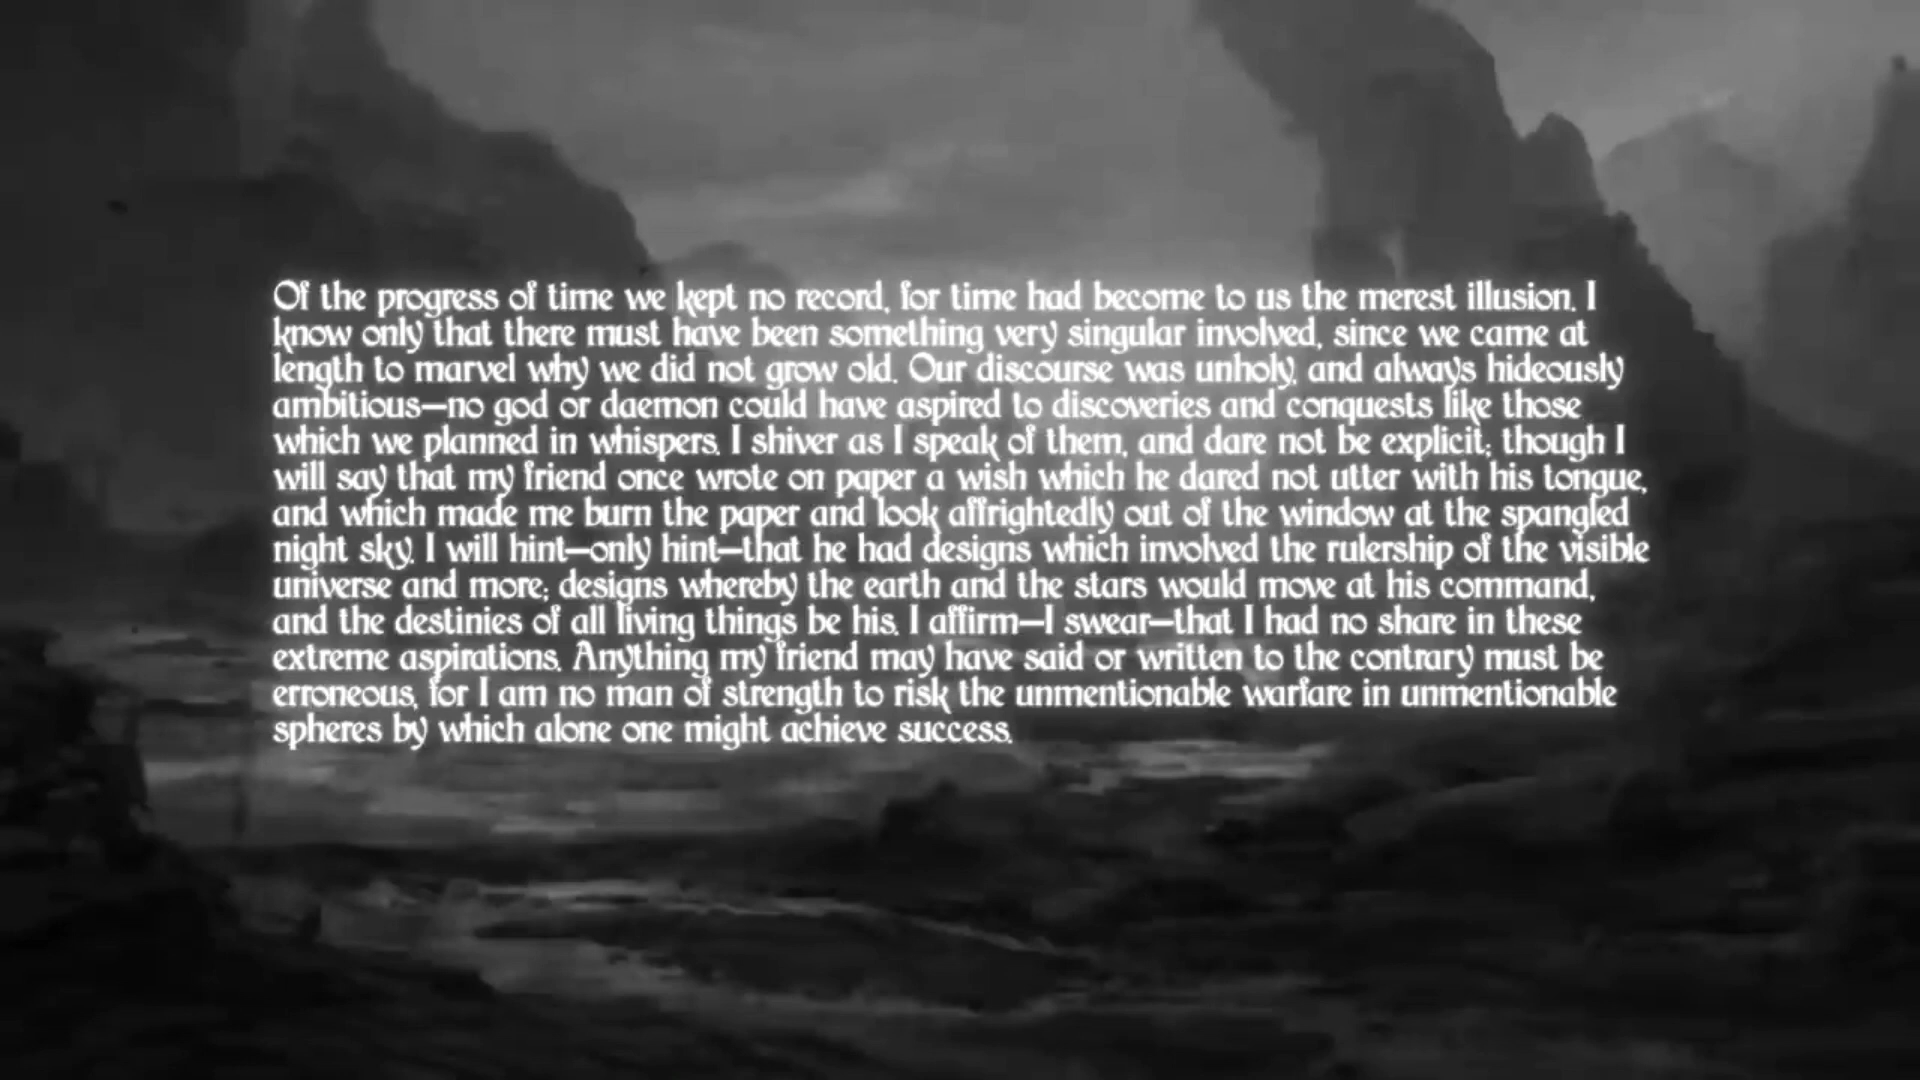 Of the progress of time we kept no record, for time had become to us the merest illusion. I
know only that there must have been something very singular involved, since we came at
length to marvel why we did not grow old. Our discourse was unholy, and always hideously
ambitious—no god or daemon could have aspired to discoveries and conquests like those
which we planned in whispers. I shiver as I speak of them, and dare not be explicit; though I
will say that my friend once wrote on paper a wish which he dared not utter with his tongue,
and which made me burn the paper and look affrightedly out of the window at the spangled
night sky. I will hint—only hint—that he had designs which involved the rulership of the visible
universe and more; designs whereby the earth and the stars would move at his command,
and the destinies of all living things be his. I affirm—I swear—that I had no share in these
extreme aspirations. Anything my friend may have said or written to the contrary must be
erroneous, for I am no man of strength to risk the unmentionable warfare in unmentionable
spheres by which alone one might achieve success.